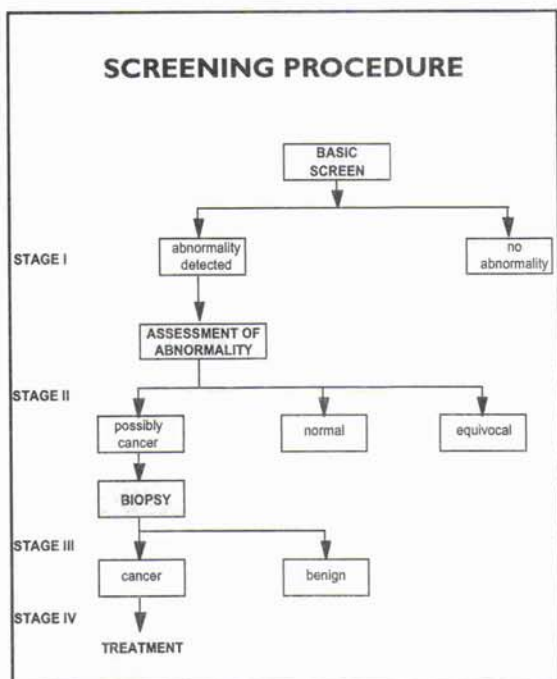 SCREENING PROCEDURE
BASIC
SCREEN
STAGE I
abnormality
detected
no
abnormality
ASSESSMENT OF
ABNORMALITY
STAGE II
possibly
cancer
normal
equivocal
BIOPSY
STAGE III
cancer
benign
STAGE IV
TREATMENT